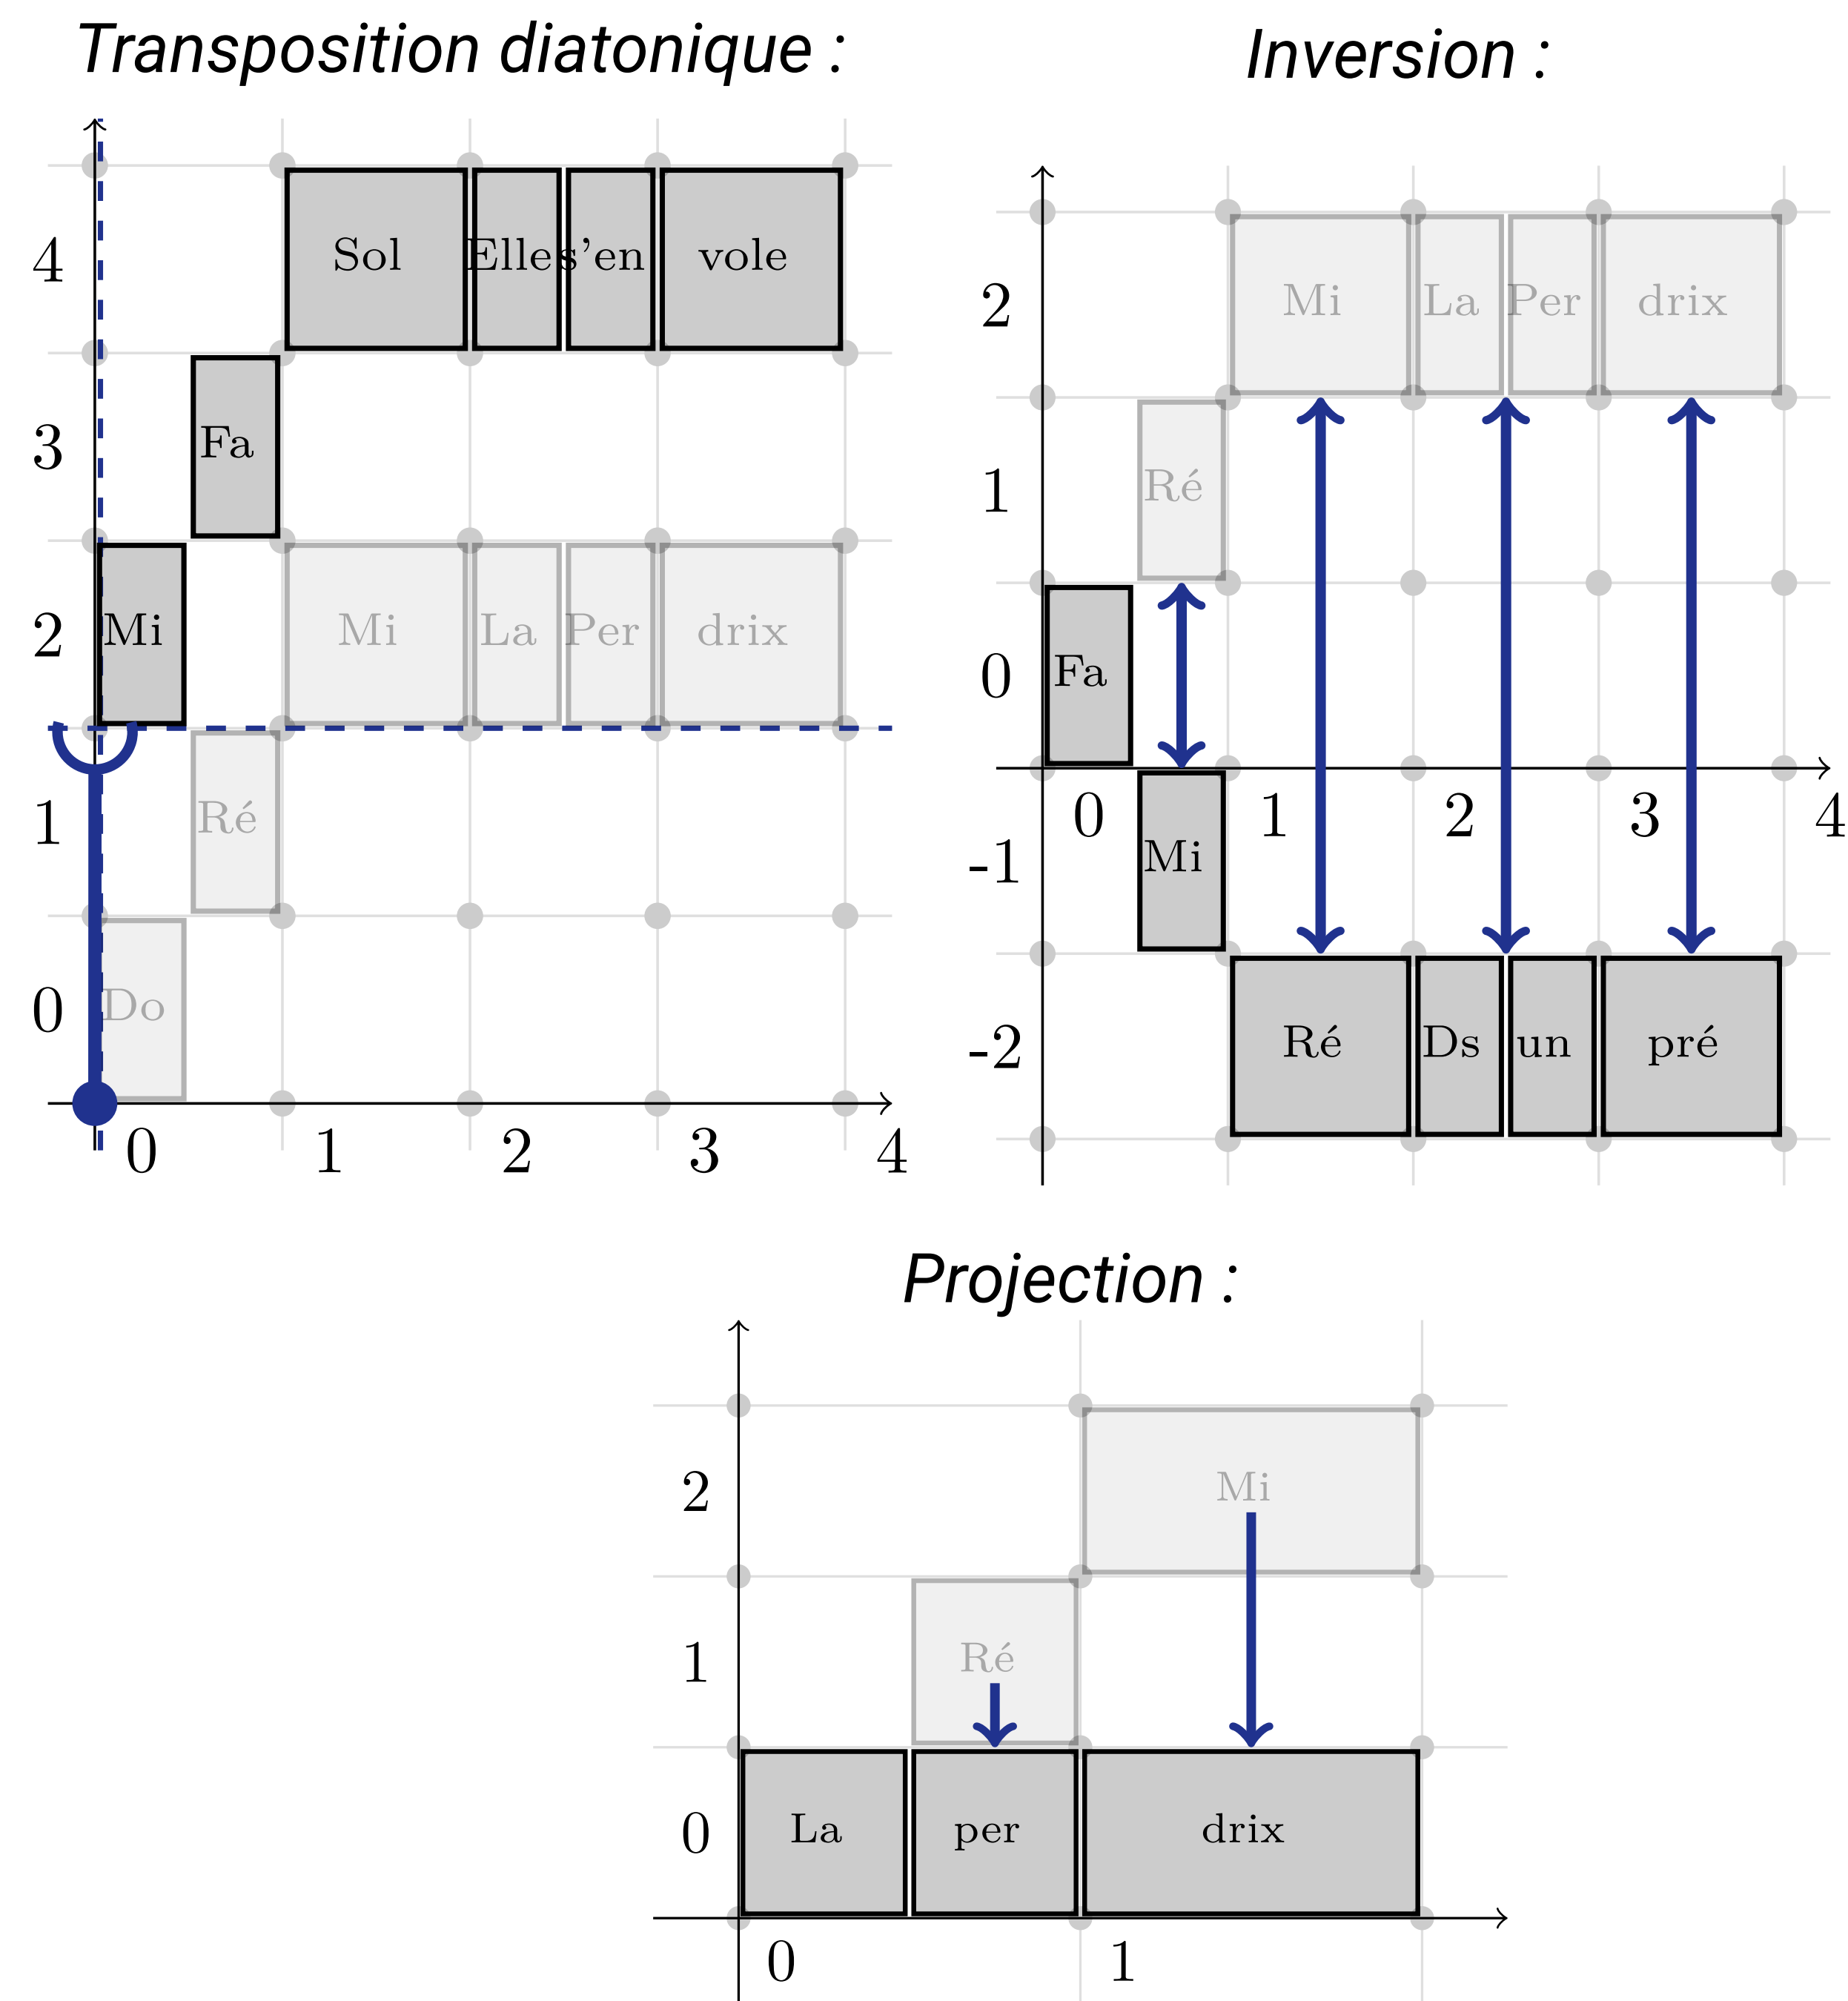 Transposition diatonique :
4
Sol Elle s'en vole
3
Fa
2
Mi Mi La Per drix
1
Ré
0
Do
0 1 2 3 4
Inversion :
2
Mi La Per drix
1
Ré
0
Fa
0 1 2 3 4
-1
Mi
-2
Ré Ds un pré
Projection :
2
Mi
1
Ré
0
La per drix
0 1